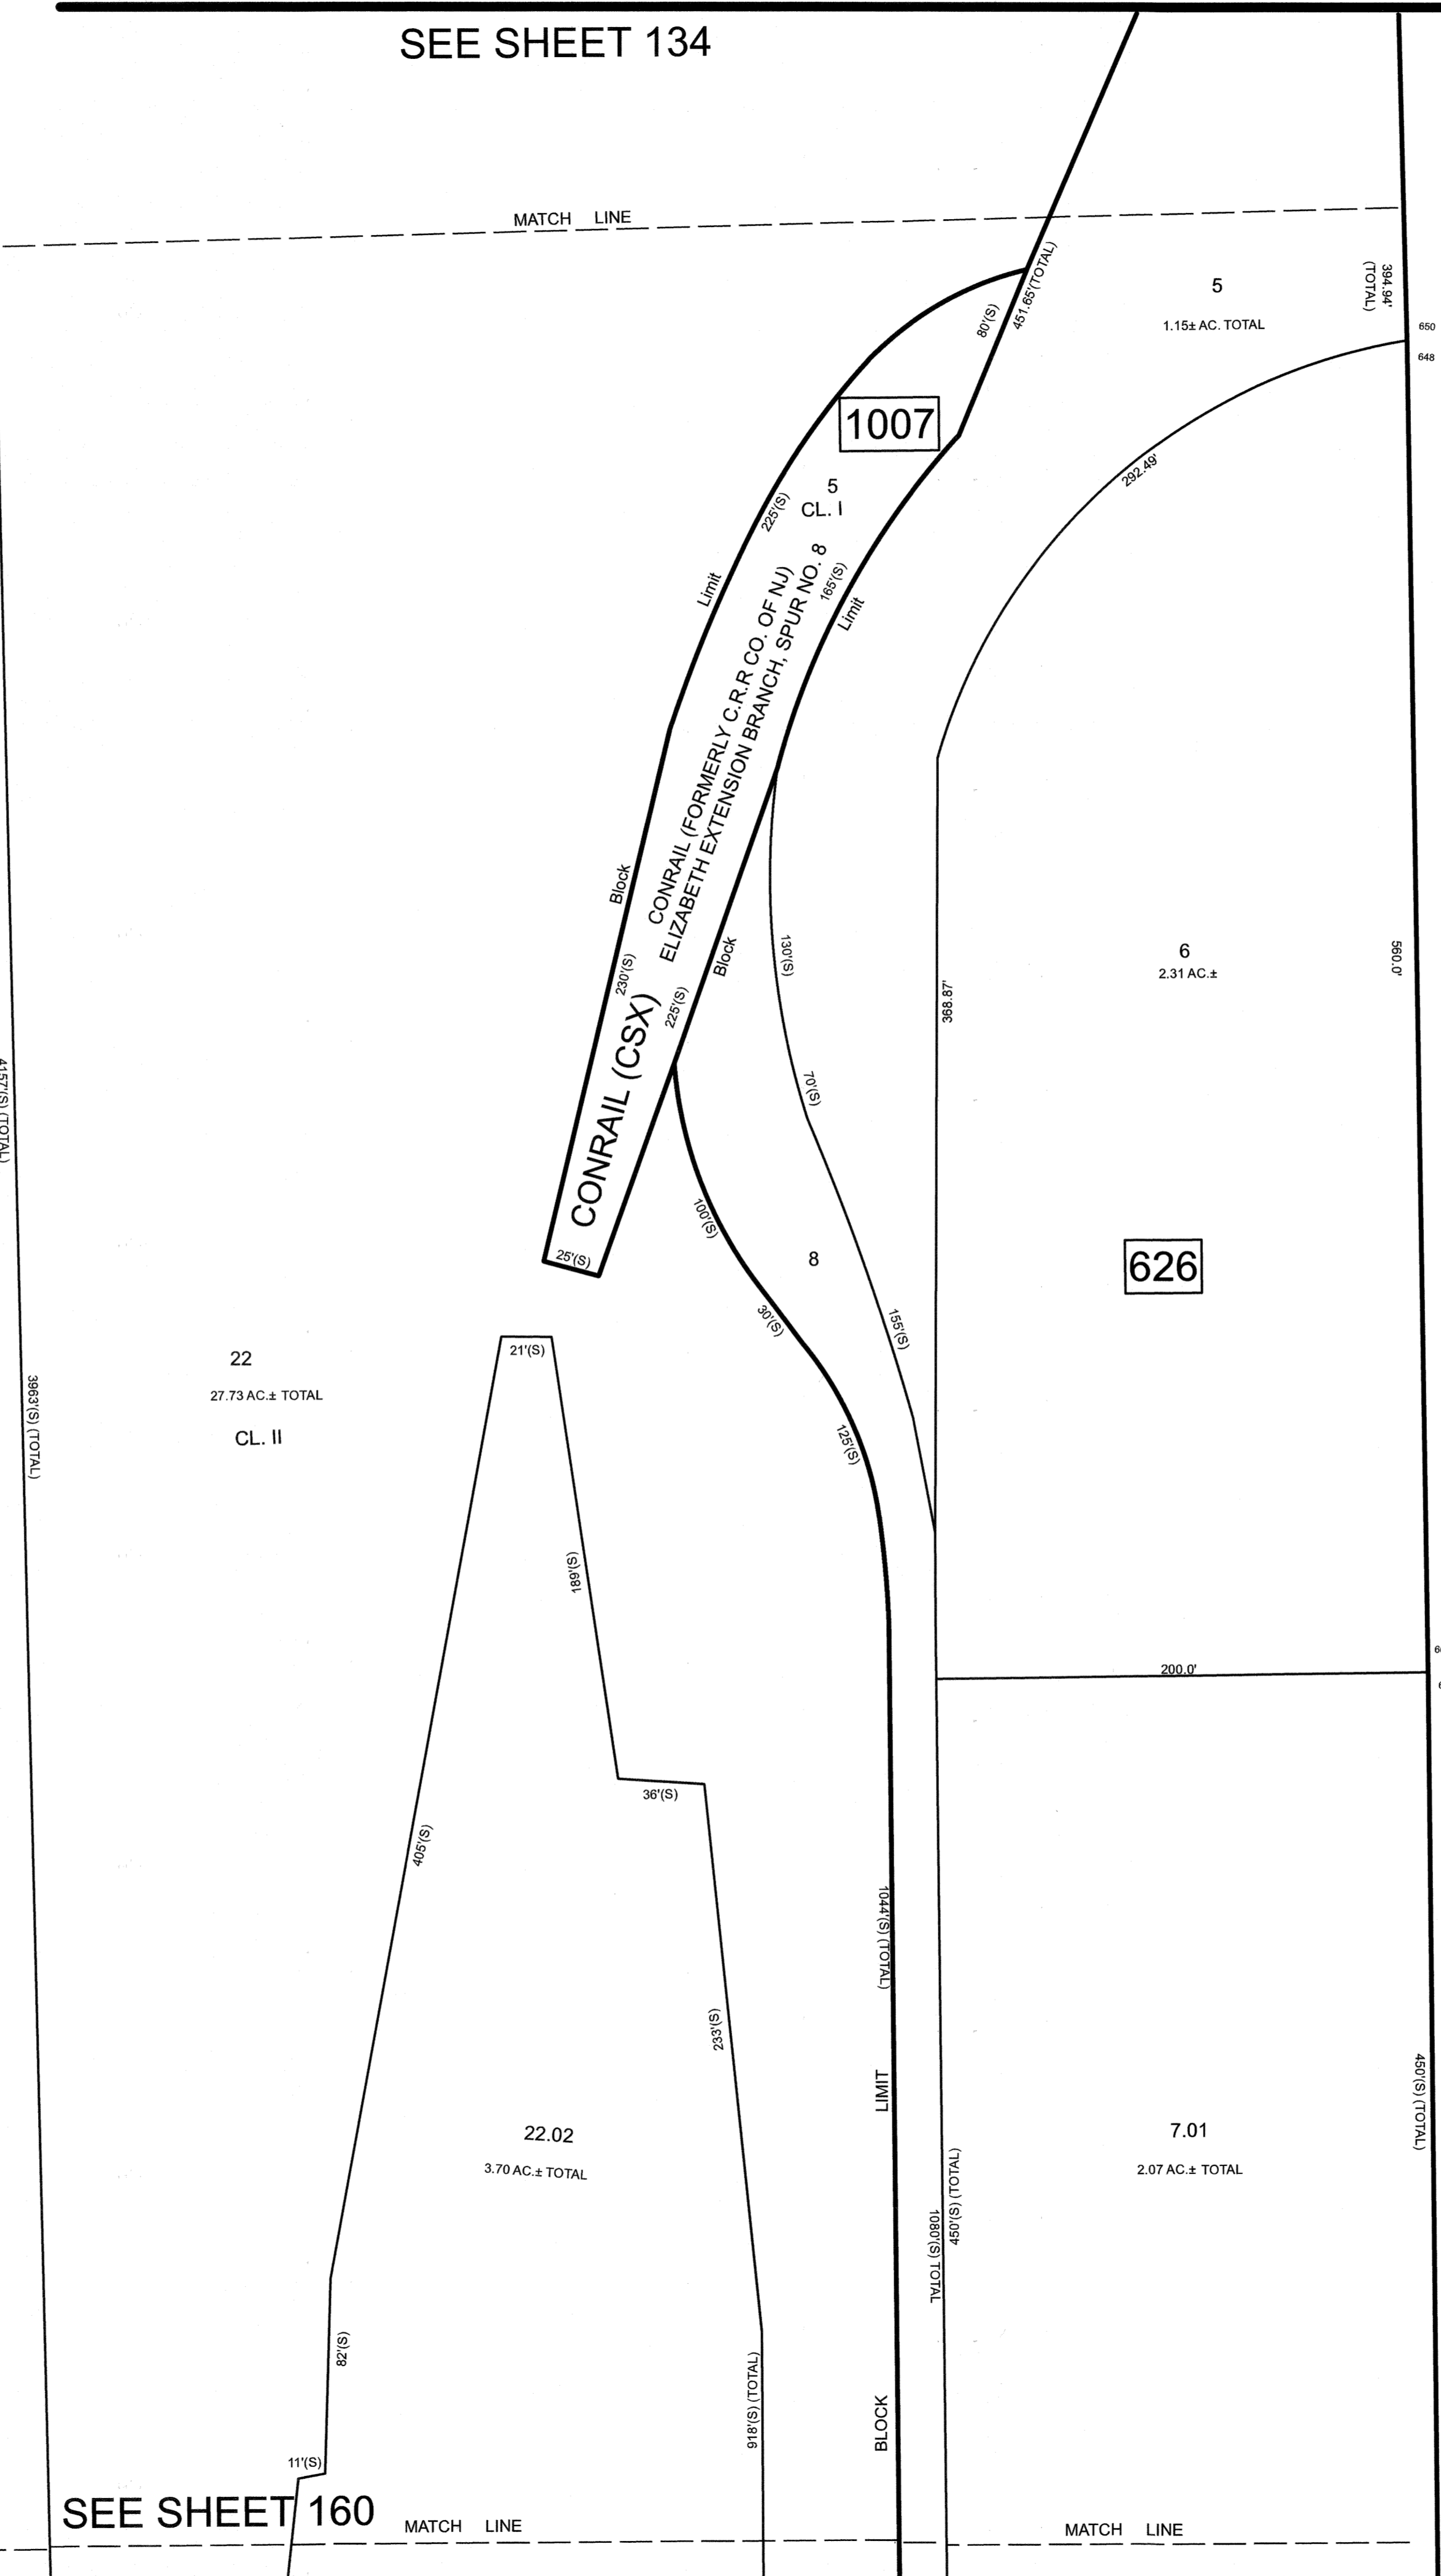 SEE SHEET 134
MATCH LINE
451.65'(TOTAL)
80'(S)
5
1.15± AC. TOTAL
394.94'
(TOTAL)
650
648
1007
292.49'
5
CL. I
225'(S)
165'(S)
Limit
Limit
CONRAIL (FORMERLY C.R.R CO. OF NJ)
ELIZABETH EXTENSION BRANCH, SPUR NO. 8
Block
Block
230'(S)
225'(S)
CONRAIL (CSX)
25'(S)
130'(S)
70'(S)
368.87'
6
2.31 AC.±
560.0'
4157'(S) (TOTAL)
100'(S)
8
30'(S)
155'(S)
626
21'(S)
22
27.73 AC.± TOTAL
CL. II
3963'(S) (TOTAL)
125'(S)
189'(S)
200.0'
36'(S)
405'(S)
1044'(S) (TOTAL)
233'(S)
LIMIT
22.02
3.70 AC.± TOTAL
7.01
2.07 AC.± TOTAL
450'(S) (TOTAL)
450'(S) (TOTAL)
1080'(S) TOTAL
82'(S)
918'(S) (TOTAL)
BLOCK
11'(S)
SEE SHEET 160
MATCH LINE
MATCH LINE